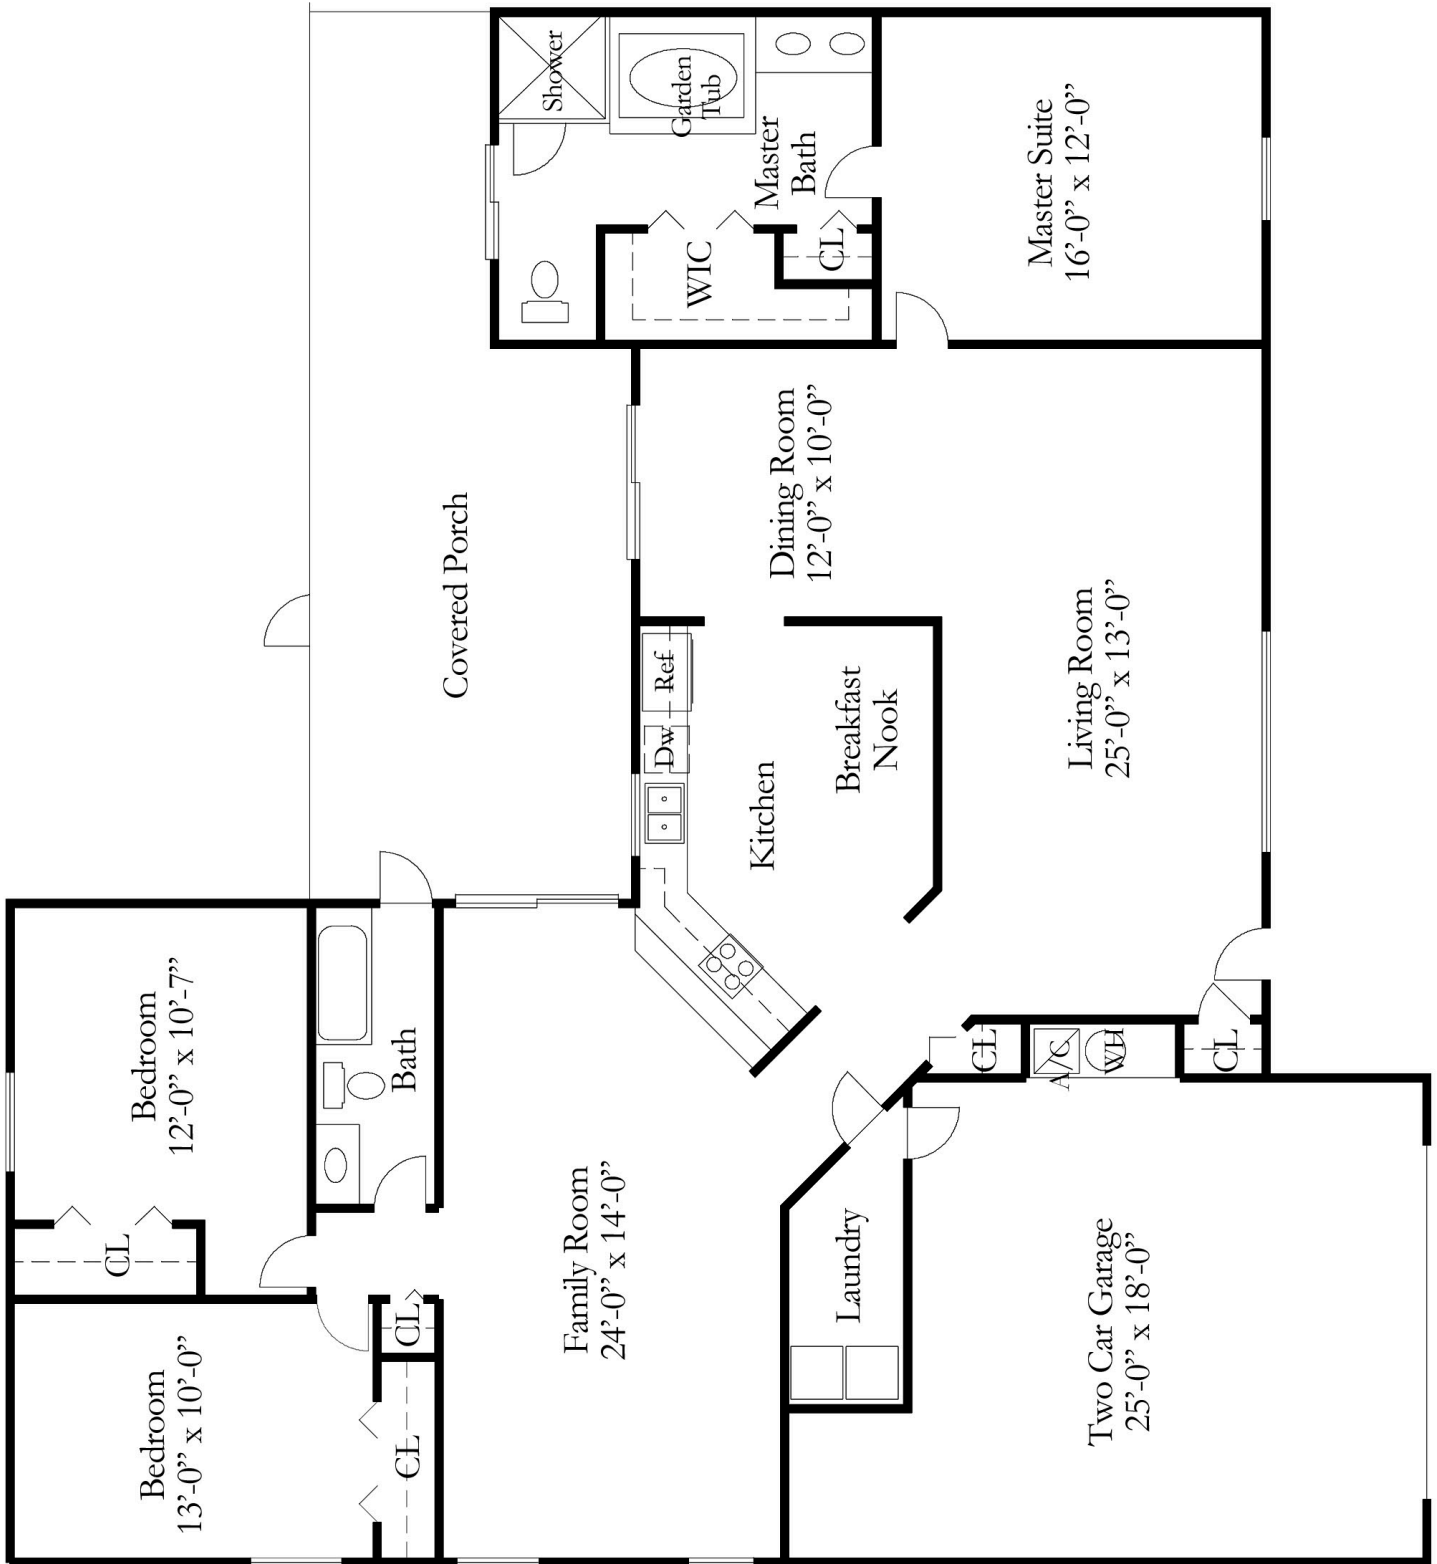 Shower
Garden
Tub
Master
Bath
WIC
CL
Master Suite
16’-0” x 12’-0”
Covered Porch
Dining Room
12’-0” x 10’-0”
Ref
Dw
Kitchen
Breakfast
Nook
Living Room
25’-0” x 13’-0”
Bedroom
12’-0” x 10’-7”
CL
Bath
CL
A/C
WH
CL
Family Room
24’-0” x 14’-0”
Laundry
Two Car Garage
25’-0” x 18’-0”
Bedroom
13’-0” x 10’-0”
CL
CL